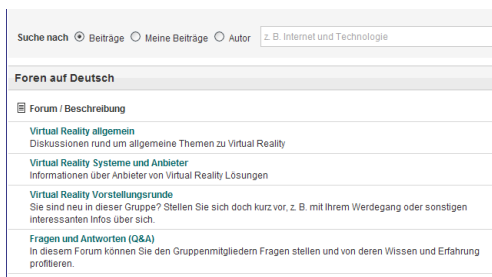 Suche nach Beiträge Meine Beiträge Autor z. B. Internet und Technologie
Foren auf Deutsch
Forum / Beschreibung
Virtual Reality allgemein
Diskussionen rund um allgemeine Themen zu Virtual Reality
Virtual Reality Systeme und Anbieter
Informationen über Anbieter von Virtual Reality Lösungen
Virtual Reality Vorstellungsrunde
Sie sind neu in dieser Gruppe? Stellen Sie sich doch kurz vor, z. B. mit Ihrem Werdegang oder sonstigen
interessanten Infos über sich.
Fragen und Antworten (Q&A)
In diesem Forum können Sie den Gruppenmitgliedern Fragen stellen und von deren Wissen und Erfahrung
profitieren.